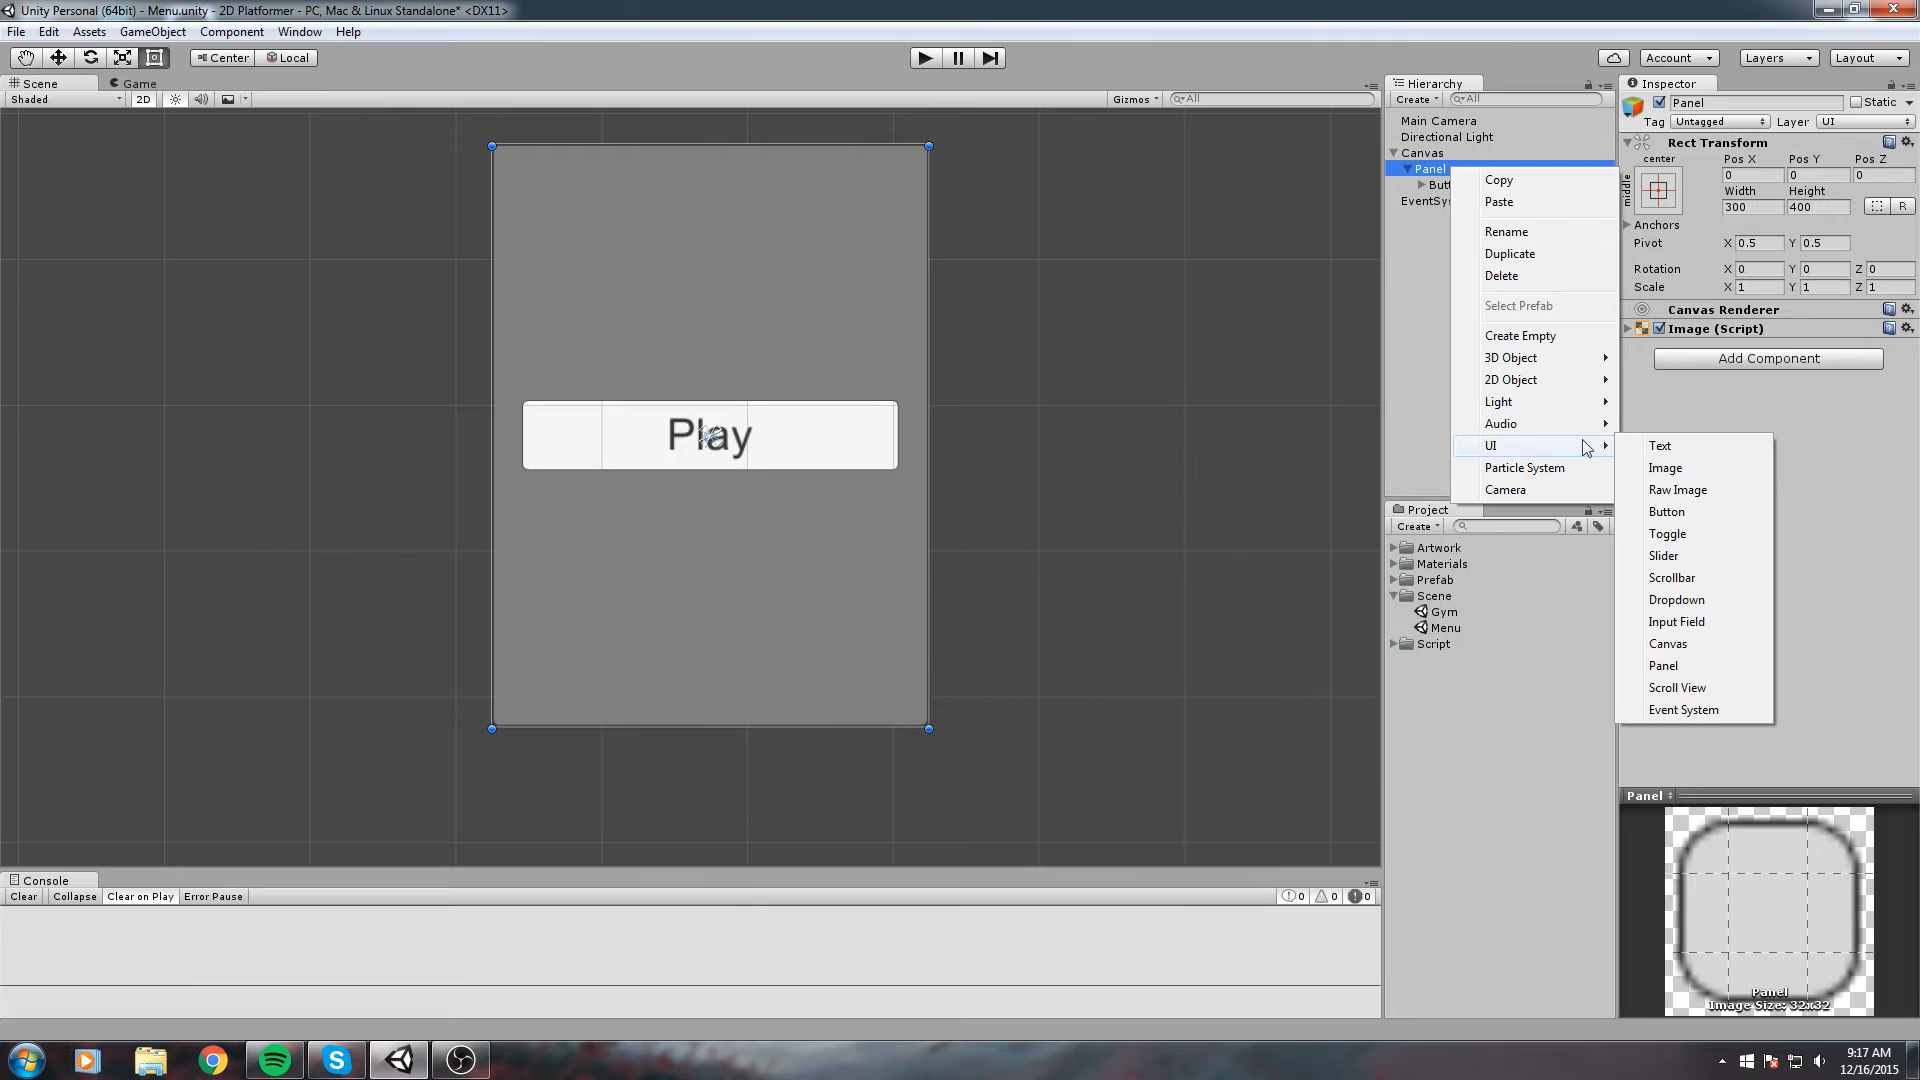 Unity Personal (64bit) - Menu.unity - 2D Platformer - PC, Mac & Linux Standalone* <DX11>
File Edit Assets GameObject Component Window Help
Center Local
Account Layers Layout
Scene Game
Shaded 2D Gizmos All
Play
Hierarchy
Create All
Main Camera
Directional Light
Canvas
Panel
Butt
EventSys
Copy
Paste
Rename
Duplicate
Delete
Select Prefab
Create Empty
3D Object
2D Object
Light
Audio
UI
Particle System
Camera
Text
Image
Raw Image
Button
Toggle
Slider
Scrollbar
Dropdown
Input Field
Canvas
Panel
Scroll View
Event System
Project
Create
Artwork
Materials
Prefab
Scene
Gym
Menu
Script
Inspector
Panel Static
Tag Untagged Layer UI
Rect Transform
center Pos X Pos Y Pos Z
middle 0 0 0
Width Height
300 400 R
Anchors
Pivot X 0.5 Y 0.5
Rotation X 0 Y 0 Z 0
Scale X 1 Y 1 Z 1
Canvas Renderer
Image (Script)
Add Component
Panel
Panel
Image Size: 32x32
Console
Clear Collapse Clear on Play Error Pause 0 0 0
9:17 AM
12/16/2015